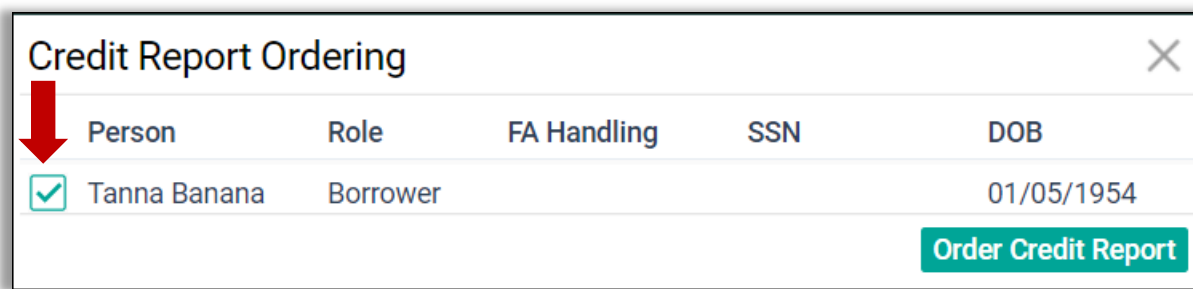 Credit Report Ordering
Person Role FA Handling SSN DOB
Tanna Banana Borrower 01/05/1954
Order Credit Report